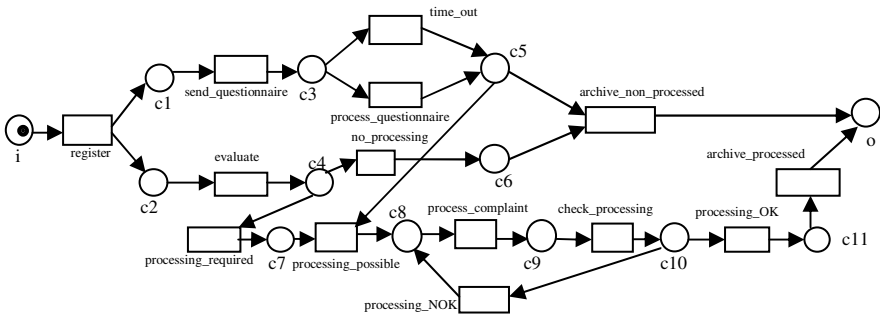 time_out
c5
send_questionnaire
c1
c3
archive_non_processed
process_questionnaire
i
register
no_processing
o
evaluate
c4
archive_processed
c2
c6
c8
process_complaint
check_processing
processing_OK
c7
processing_required
processing_possible
c9
c10
c11
processing_NOK